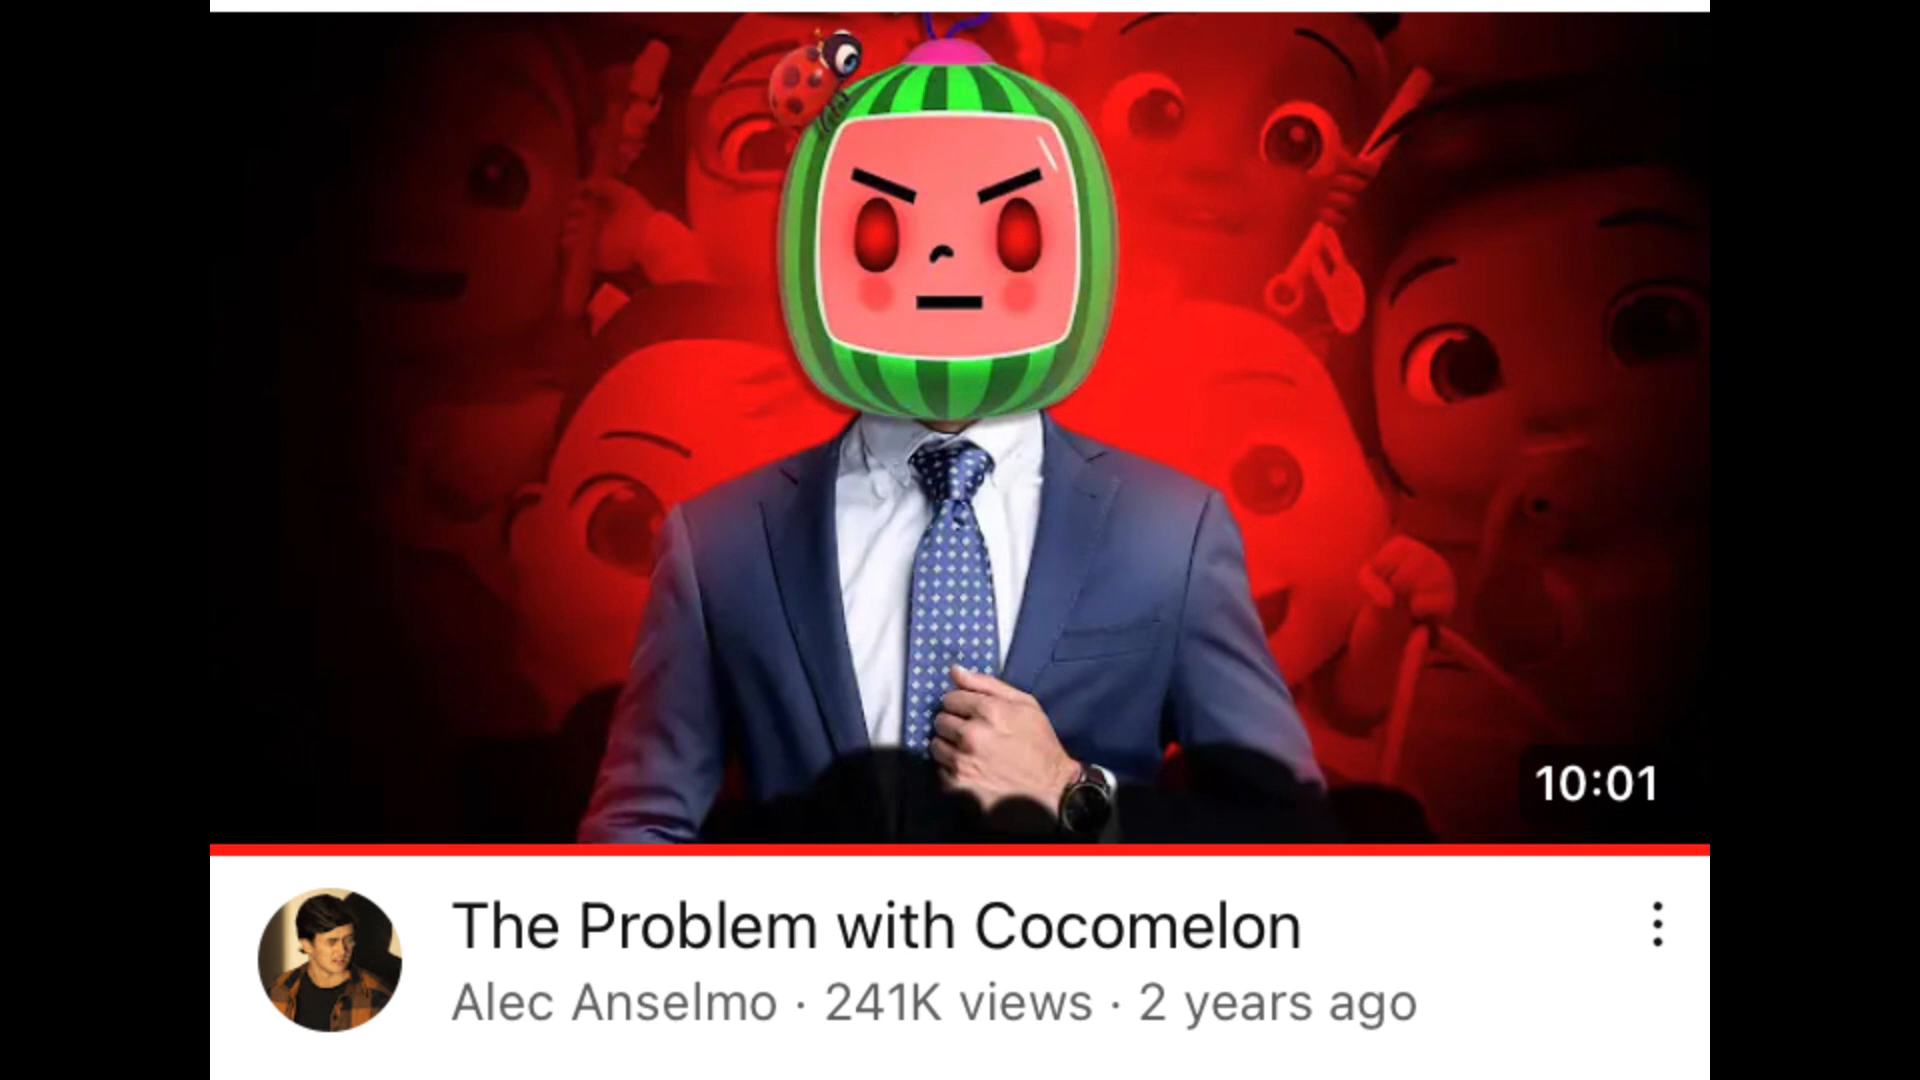 10:01
The Problem with Cocomelon
Alec Anselmo · 241K views · 2 years ago